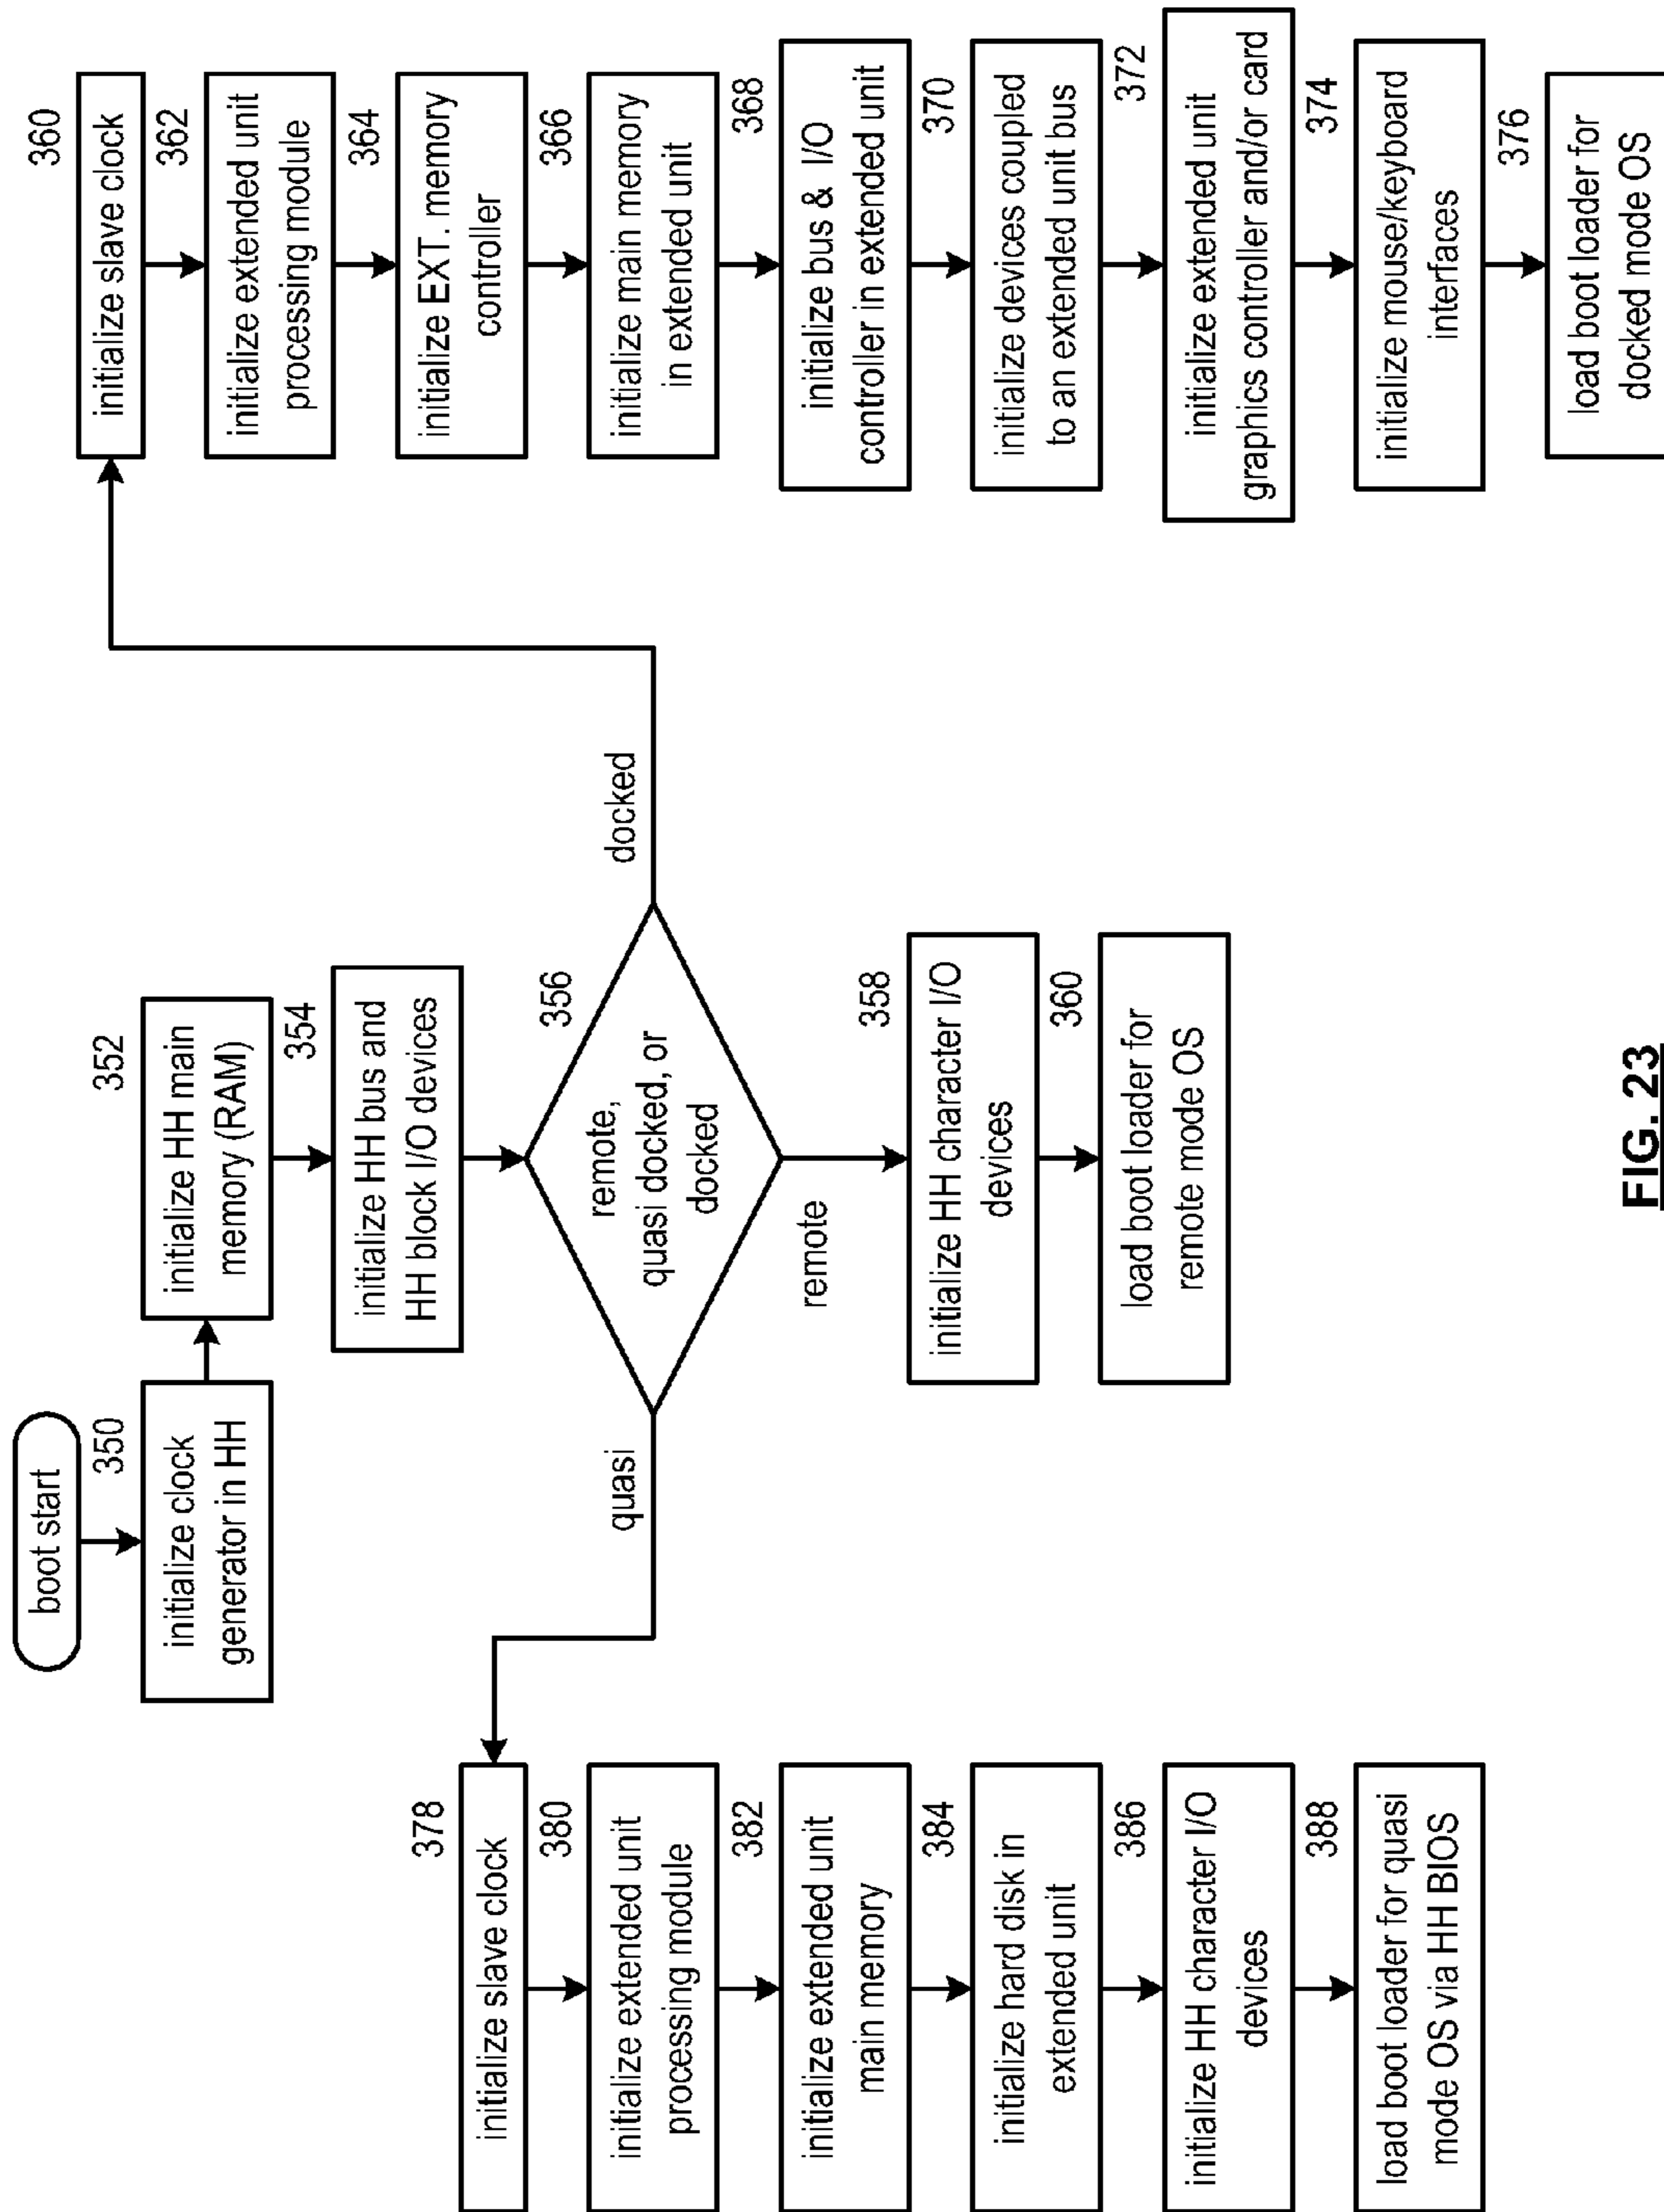 boot start
350
initialize clock
generator in HH
352
initialize HH main
memory (RAM)
354
initialize HH bus and
HH block I/O devices
356
remote,
quasi docked, or
docked
quasi
remote
docked
358
initialize HH character I/O
devices
360
load boot loader for
remote mode OS
360
initialize slave clock
362
initialize extended unit
processing module
364
initialize EXT. memory
controller
366
initialize main memory
in extended unit
368
initialize bus & I/O
controller in extended unit
370
initialize devices coupled
to an extended unit bus
372
initialize extended unit
graphics controller and/or card
374
initialize mouse/keyboard
interfaces
376
load boot loader for
docked mode OS
378
initialize slave clock
380
initialize extended unit
processing module
382
initialize extended unit
main memory
384
initialize hard disk in
extended unit
386
initialize HH character I/O
devices
388
load boot loader for quasi
mode OS via HH BIOS
FIG. 23